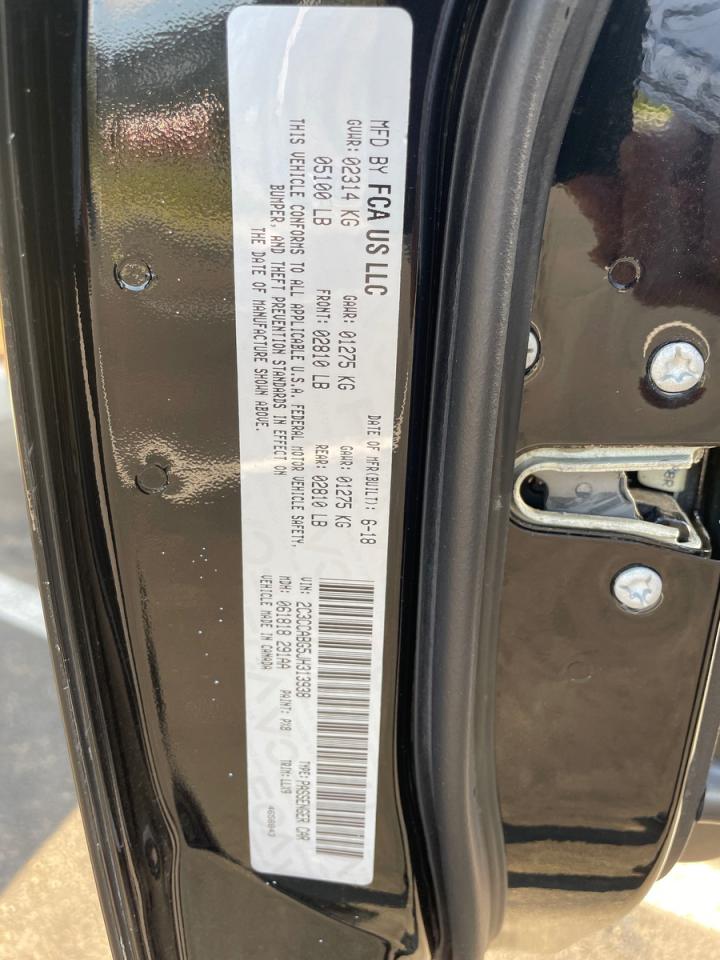 MFD BY FCA US LLC
DATE OF MFR(BUILT): 6-18
GVWR: 02314 KG GAWR: 01275 KG GAWR: 01275 KG
05100 LB FRONT: 02810 LB REAR: 02810 LB
THIS VEHICLE CONFORMS TO ALL APPLICABLE U.S.A. FEDERAL MOTOR VEHICLE SAFETY,
BUMPER, AND THEFT PREVENTION STANDARDS IN EFFECT ON
THE DATE OF MANUFACTURE SHOWN ABOVE.
VIN: 2C3CCABG5JH313938 TYPE: PASSENGER CAR
MDH: 061818 291AA PAINT: PX8 TRIM: LLX9
VEHICLE MADE IN CANADA